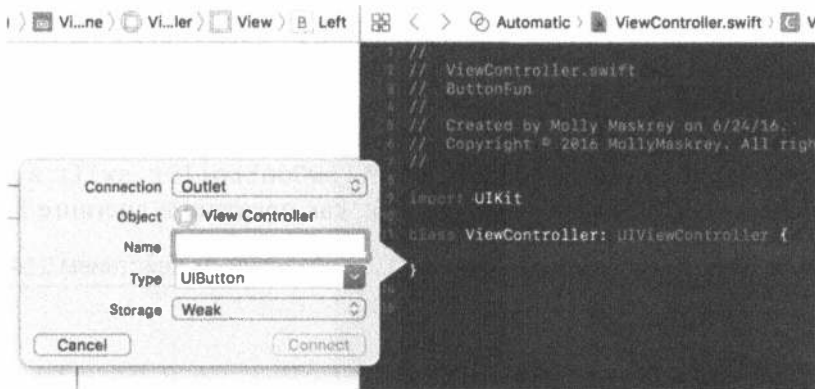 Vi...ne Vi...ler View B Left
Automatic ViewController.swift
//
// ViewController.swift
// ButtonFun
//
// Created by Molly Maskrey on 6/24/16.
// Copyright © 2016 MollyMaskrey. All righ
//
import UIKit
class ViewController: UIViewController {
}
Connection Outlet
Object View Controller
Name
Type UIButton
Storage Weak
Cancel Connect